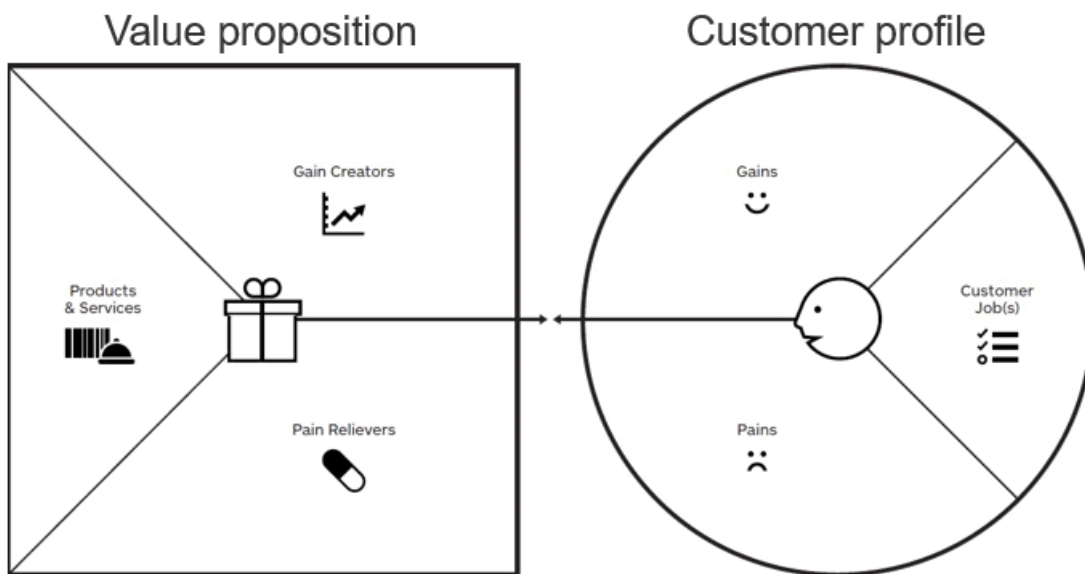 Value proposition
Customer profile
Gain Creators
Products
& Services
Pain Relievers
Gains
Customer
Job(s)
Pains